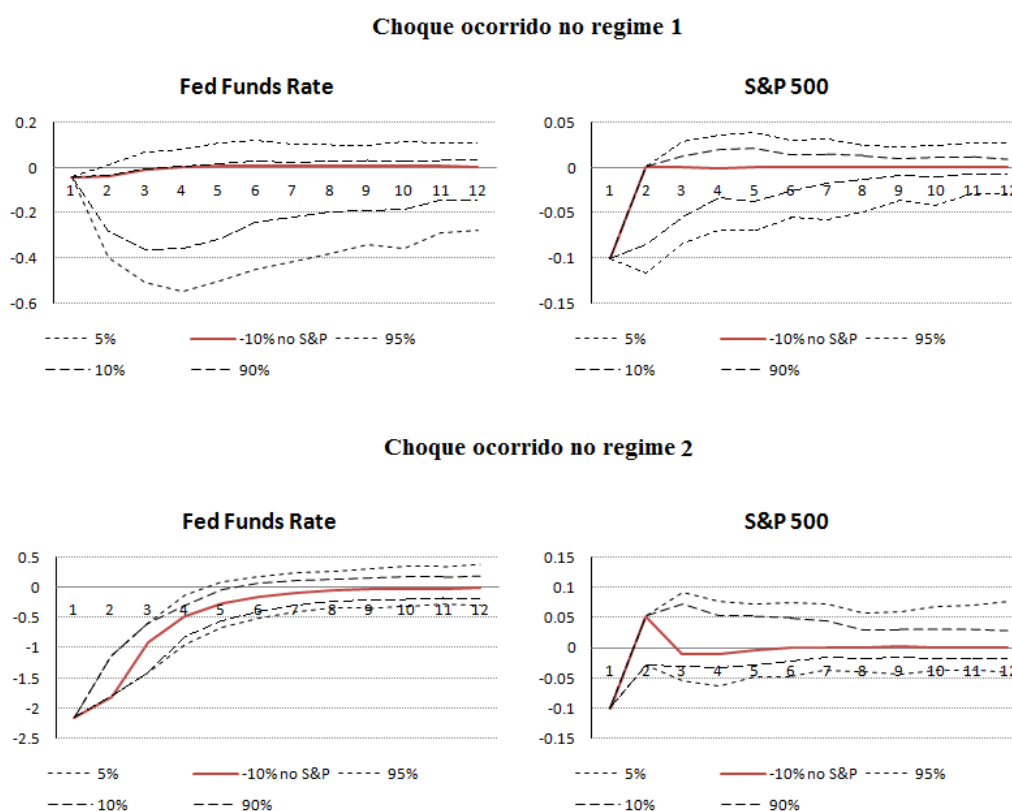 Choque ocorrido no regime 1
Fed Funds Rate
0.2
0
-0.2
-0.4
-0.6
1 2 3 4 5 6 7 8 9 10 11 12
5% -10% no S&P 95%
10% 90%
S&P 500
0.05
0
-0.05
-0.1
-0.15
1 2 3 4 5 6 7 8 9 10 11 12
5% -10% no S&P 95%
10% 90%
Choque ocorrido no regime 2
Fed Funds Rate
0.5
0
-0.5
-1
-1.5
-2
-2.5
1 2 3 4 5 6 7 8 9 10 11 12
5% -10% no S&P 95%
10% 90%
S&P 500
0.15
0.1
0.05
0
-0.05
-0.1
-0.15
1 2 3 4 5 6 7 8 9 10 11 12
5% -10% no S&P 95%
10% 90%